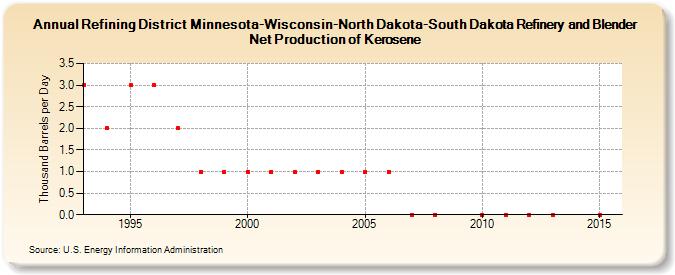 Annual Refining District Minnesota-Wisconsin-North Dakota-South Dakota Refinery and Blender
Net Production of Kerosene
Thousand Barrels per Day
3.5
3.0
2.5
2.0
1.5
1.0
0.5
0.0
1995 2000 2005 2010 2015
Source: U.S. Energy Information Administration